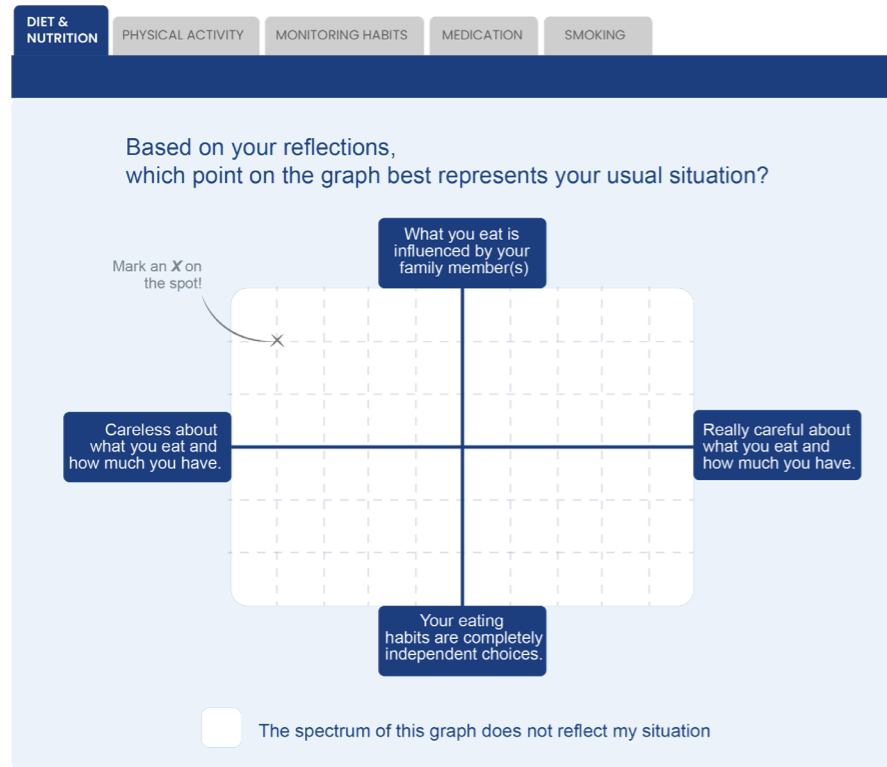 DIET &
NUTRITION
PHYSICAL ACTIVITY
MONITORING HABITS
MEDICATION
SMOKING
Based on your reflections,
which point on the graph best represents your usual situation?
What you eat is
influenced by your
family member(s)
Mark an X on
the spot!
Careless about
what you eat and
how much you have.
Really careful about
what you eat and
how much you have.
Your eating
habits are completely
independent choices.
The spectrum of this graph does not reflect my situation